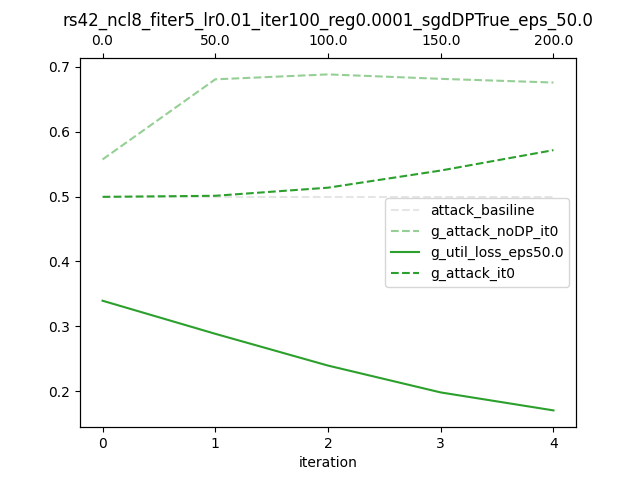 rs42_ncl8_fiter5_lr0.01_iter100_reg0.0001_sgdDPTrue_eps_50.0
0.0 50.0 100.0 150.0 200.0
0.7
0.6
0.5
0.4
0.3
0.2
attack_basiline
g_attack_noDP_it0
g_util_loss_eps50.0
g_attack_it0
0 1 2 3 4
iteration